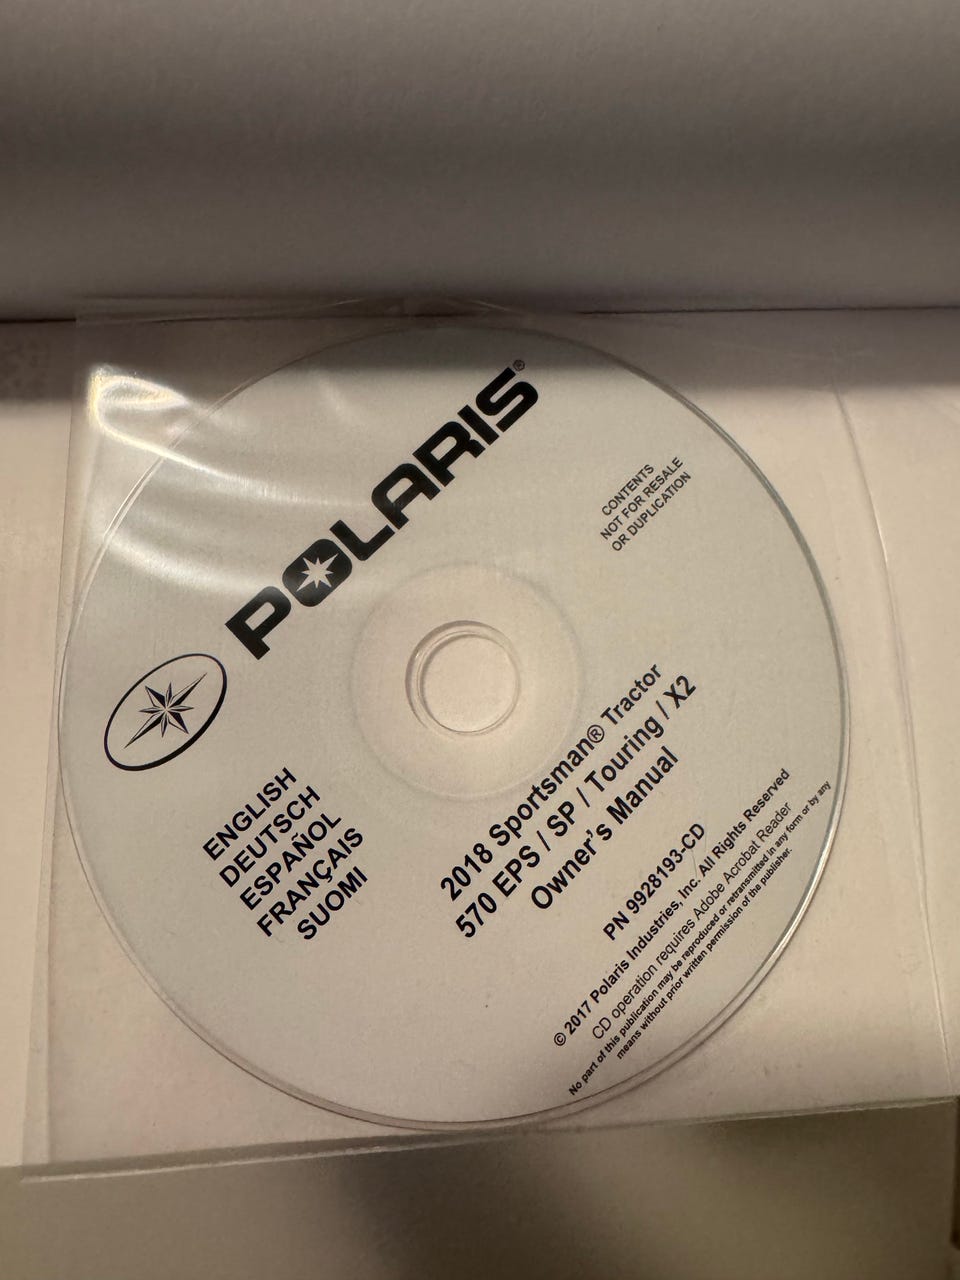 POLARIS®
CONTENTS
NOT FOR RESALE
OR DUPLICATION
ENGLISH
DEUTSCH
ESPAÑOL
FRANÇAIS
SUOMI
2018 Sportsman® Tractor
570 EPS / SP / Touring / X2
Owner's Manual
PN 9928193-CD
© 2017 Polaris Industries, Inc. All Rights Reserved
CD operation requires Adobe Acrobat Reader
No part of this publication may be reproduced or retransmitted in any form or by any
means without prior written permission of the publisher.